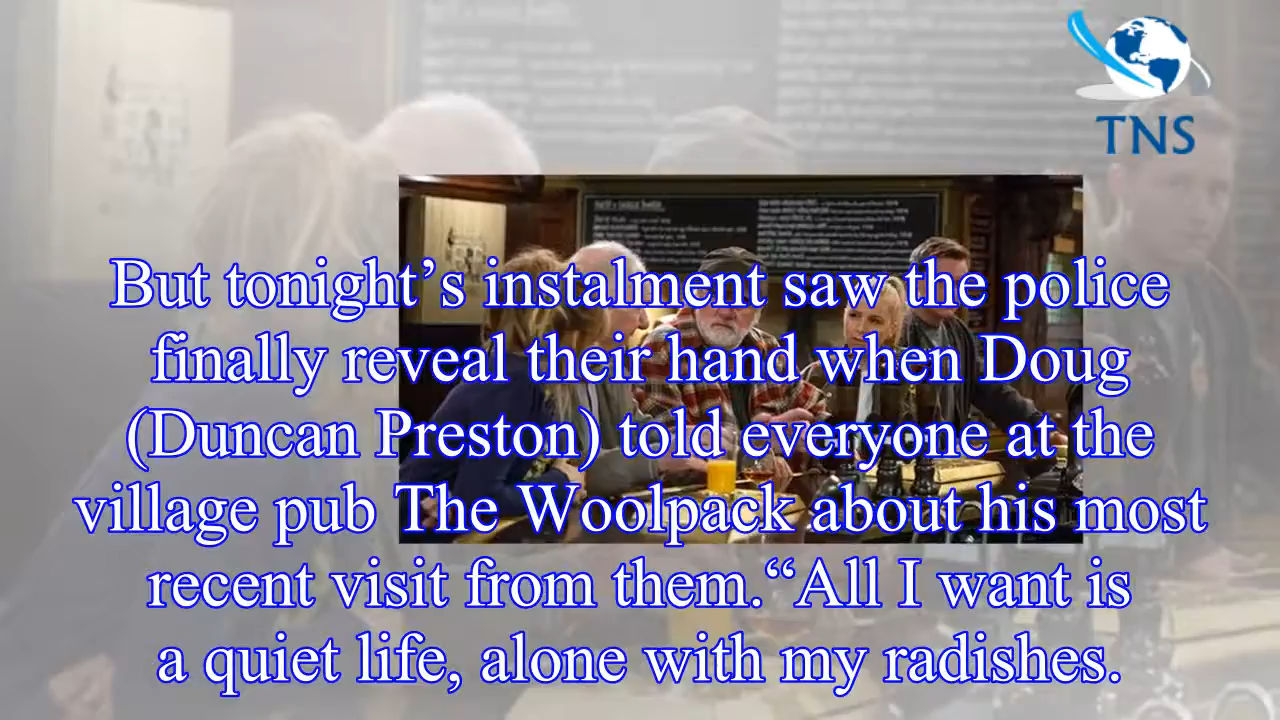 TNS
But tonight’s instalment saw the police
finally reveal their hand when Doug
(Duncan Preston) told everyone at the
village pub The Woolpack about his most
recent visit from them.“All I want is
a quiet life, alone with my radishes.